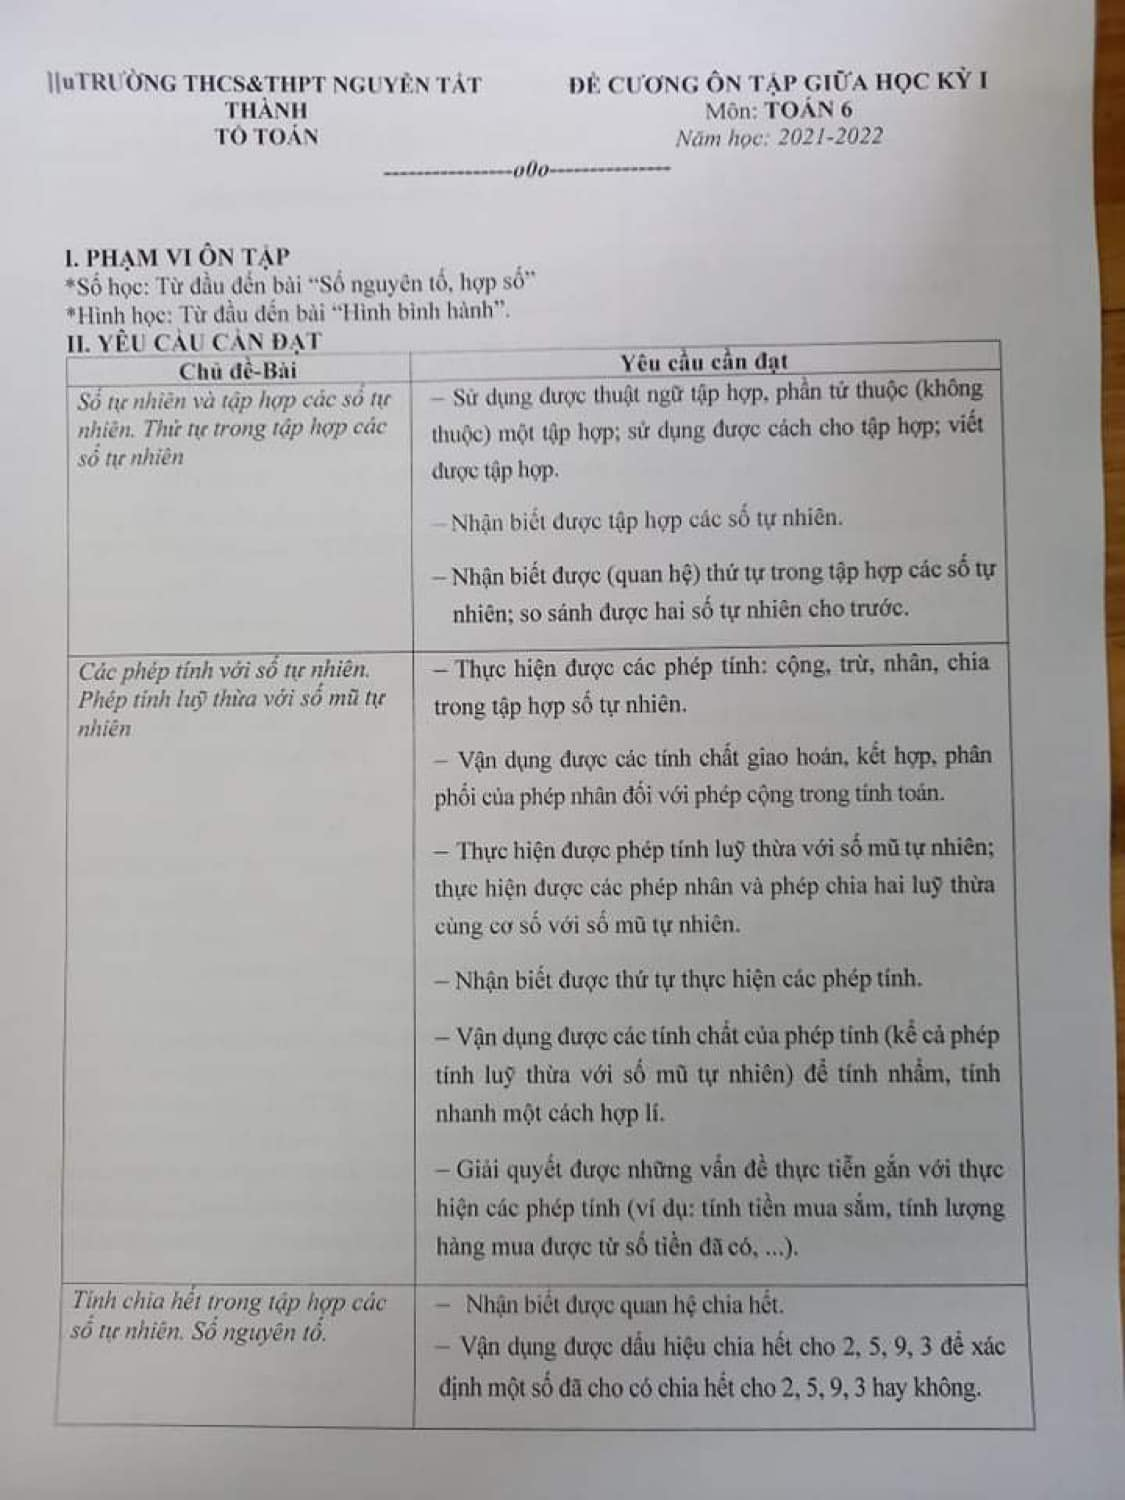 ]|uTRƯỜNG THCS&THPT NGUYỄN TẤT
THÀNH
TỔ TOÁN
ĐỀ CƯƠNG ÔN TẬP GIỮA HỌC KỲ I
Môn: TOÁN 6
Năm học: 2021-2022
----------------o0o---------------
I. PHẠM VI ÔN TẬP
*Số học: Từ đầu đến bài “Số nguyên tố, hợp số”
*Hình học: Từ đầu đến bài “Hình bình hành”.
II. YÊU CẦU CẦN ĐẠT
Chủ đề-Bài
Yêu cầu cần đạt
Số tự nhiên và tập hợp các số tự
nhiên. Thứ tự trong tập hợp các
số tự nhiên
– Sử dụng được thuật ngữ tập hợp, phần tử thuộc (không
thuộc) một tập hợp; sử dụng được cách cho tập hợp; viết
được tập hợp.
– Nhận biết được tập hợp các số tự nhiên.
– Nhận biết được (quan hệ) thứ tự trong tập hợp các số tự
nhiên; so sánh được hai số tự nhiên cho trước.
Các phép tính với số tự nhiên.
Phép tính luỹ thừa với số mũ tự
nhiên
– Thực hiện được các phép tính: cộng, trừ, nhân, chia
trong tập hợp số tự nhiên.
– Vận dụng được các tính chất giao hoán, kết hợp, phân
phối của phép nhân đối với phép cộng trong tính toán.
– Thực hiện được phép tính luỹ thừa với số mũ tự nhiên;
thực hiện được các phép nhân và phép chia hai luỹ thừa
cùng cơ số với số mũ tự nhiên.
– Nhận biết được thứ tự thực hiện các phép tính.
– Vận dụng được các tính chất của phép tính (kể cả phép
tính luỹ thừa với số mũ tự nhiên) để tính nhẩm, tính
nhanh một cách hợp lí.
– Giải quyết được những vấn đề thực tiễn gắn với thực
hiện các phép tính (ví dụ: tính tiền mua sắm, tính lượng
hàng mua được từ số tiền đã có, ...).
Tính chia hết trong tập hợp các
số tự nhiên. Số nguyên tố.
– Nhận biết được quan hệ chia hết.
– Vận dụng được dấu hiệu chia hết cho 2, 5, 9, 3 để xác
định một số đã cho có chia hết cho 2, 5, 9, 3 hay không.